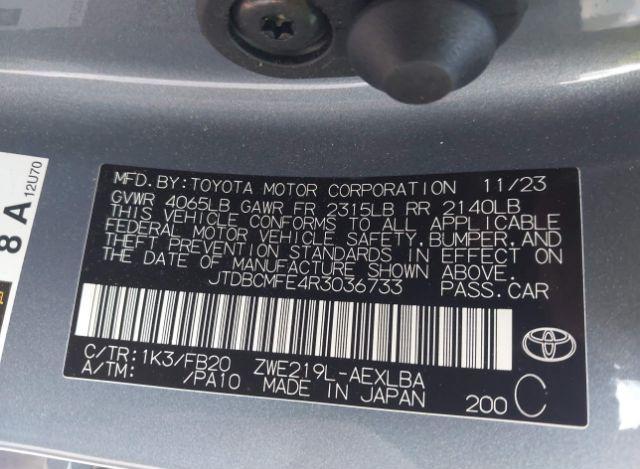 MFD.BY:TOYOTA MOTOR CORPORATION 11/23
GVWR 4065LB GAWR FR 2315LB RR 2140LB
THIS VEHICLE CONFORMS TO ALL APPLICABLE
FEDERAL MOTOR VEHICLE SAFETY,BUMPER,AND
THEFT PREVENTION STANDARDS IN EFFECT ON
THE DATE OF MANUFACTURE SHOWN ABOVE.
JTDBCMFE4R3036733 PASS.CAR
C/TR:1K3/FB20 ZWE219L-AEXLBA
A/TM: /PA10 MADE IN JAPAN 200 C
8 A 12U70